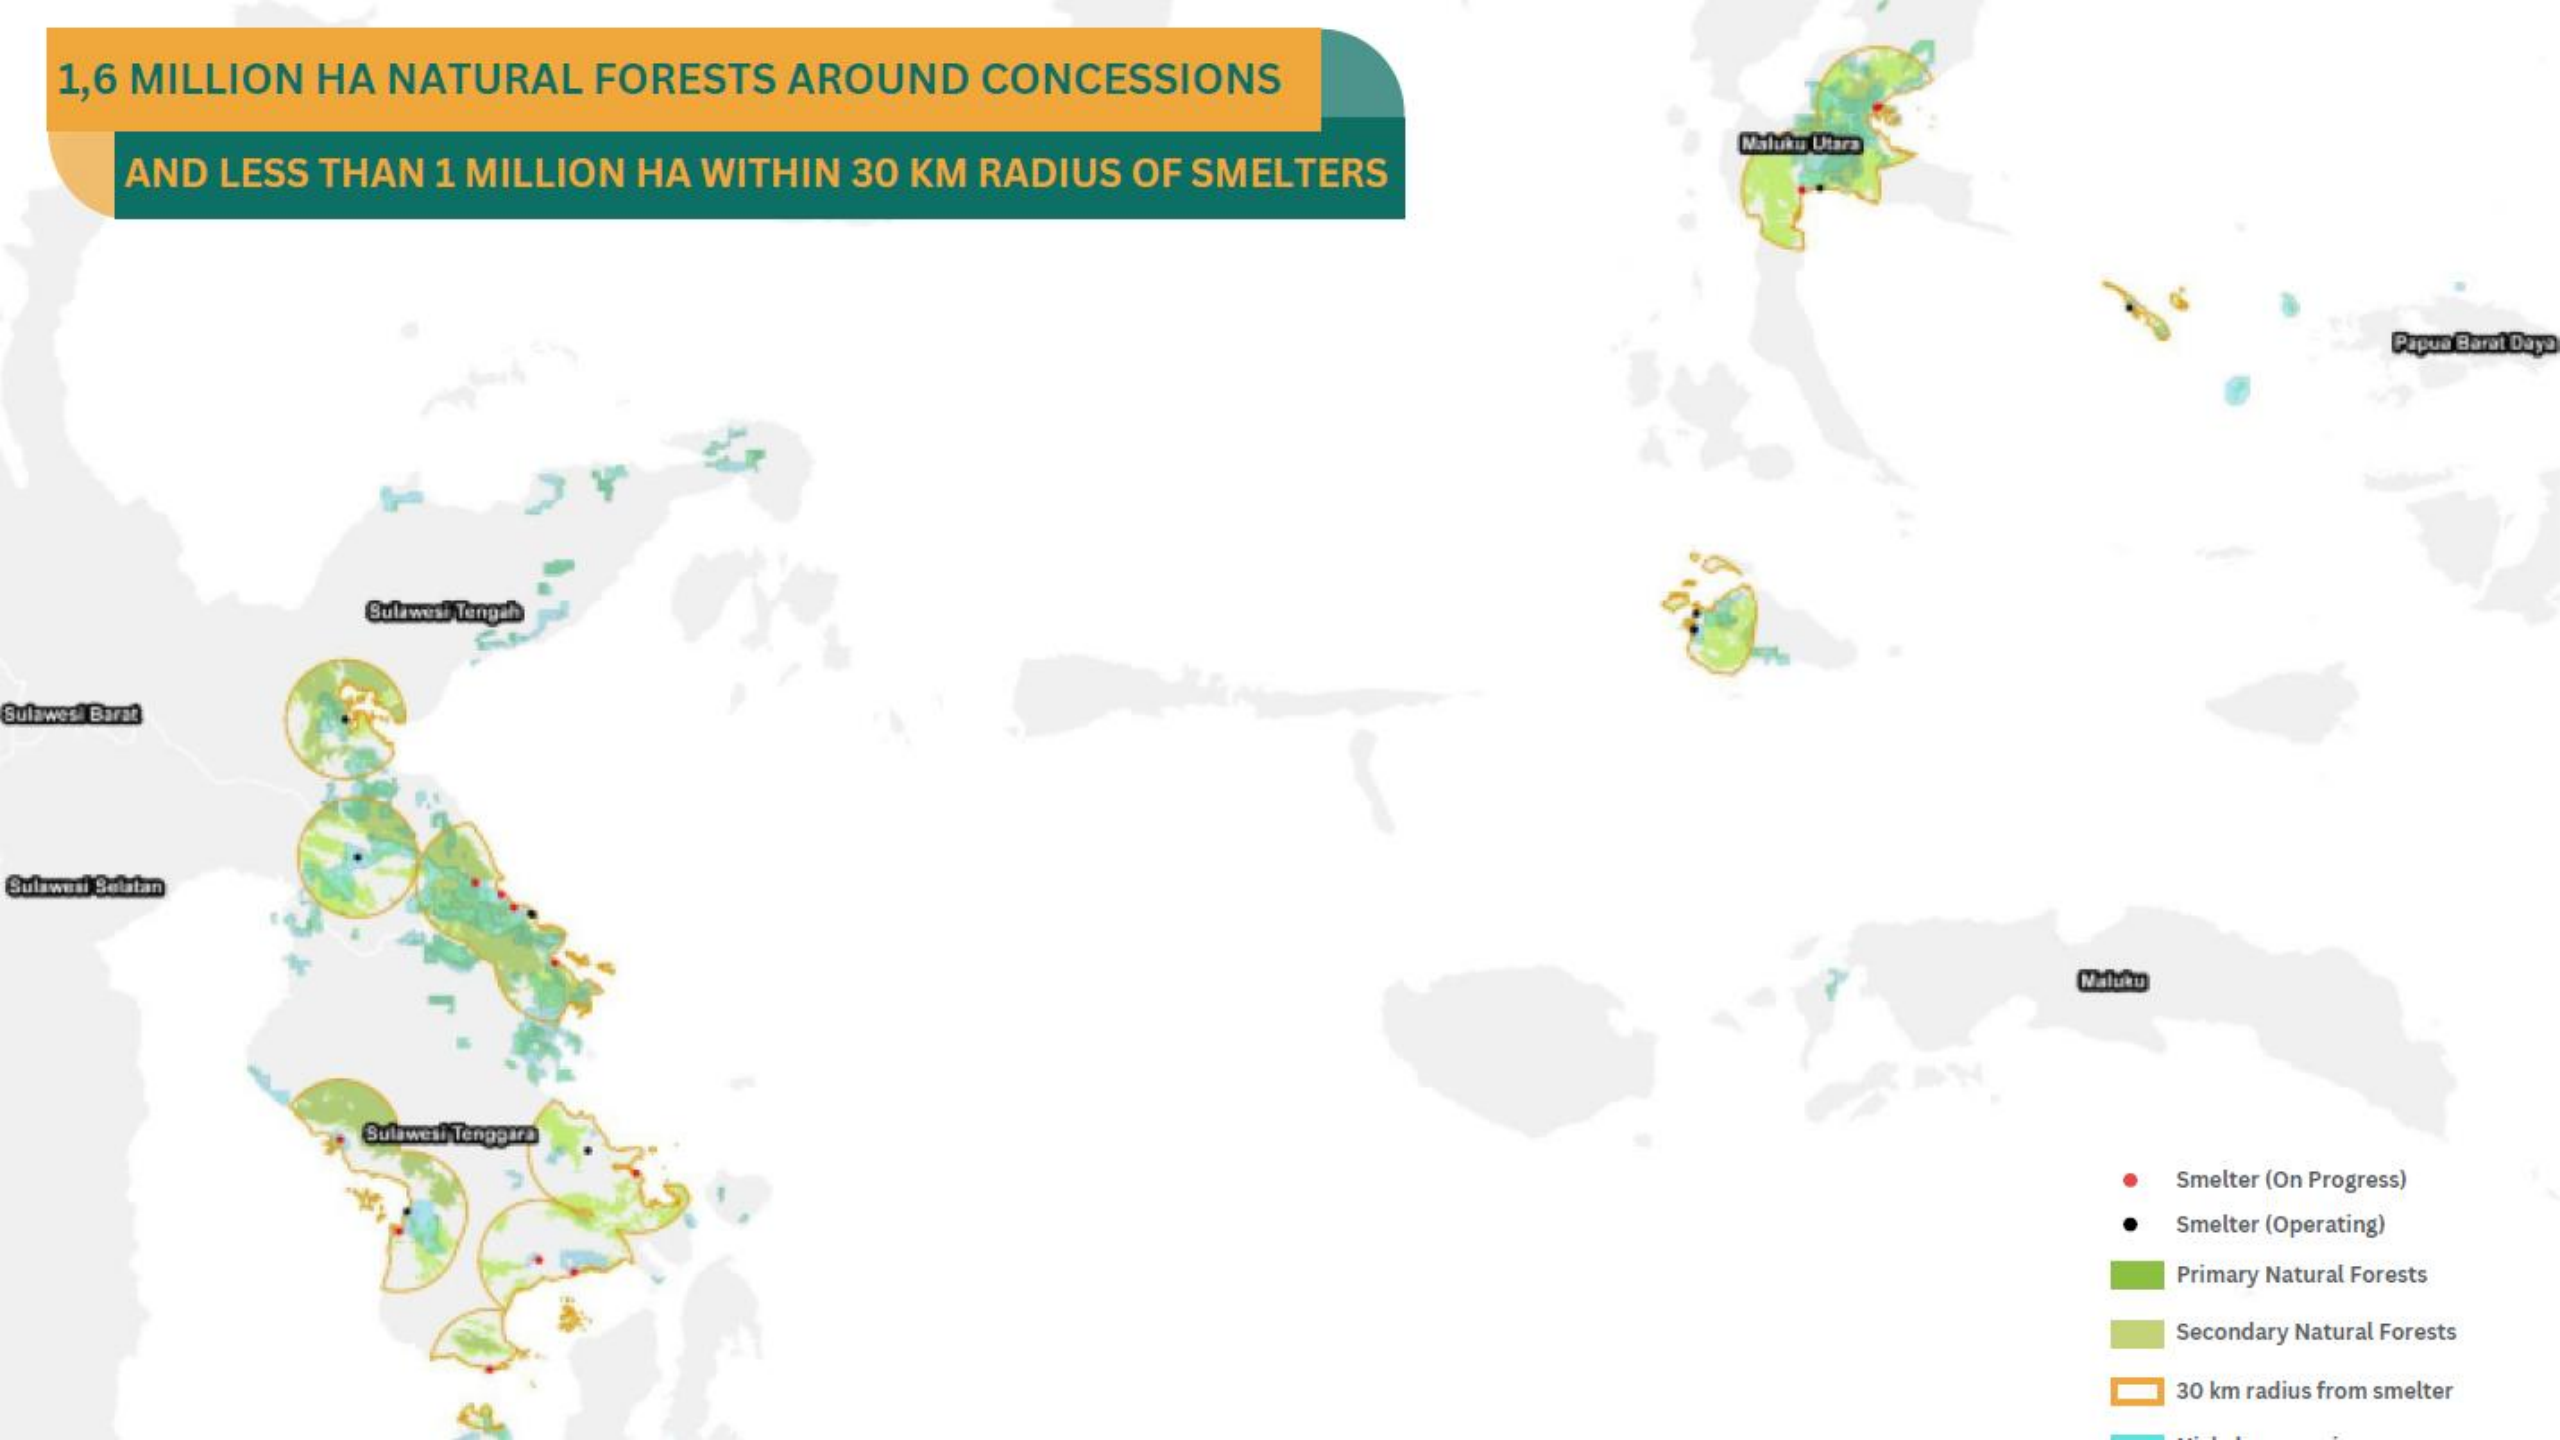 1,6 MILLION HA NATURAL FORESTS AROUND CONCESSIONS
AND LESS THAN 1 MILLION HA WITHIN 30 KM RADIUS OF SMELTERS
Maluku Utara
Papua Barat Daya
Sulawesi Tengah
Sulawesi Barat
Sulawesi Selatan
Maluku
Sulawesi Tenggara
Smelter (On Progress)
Smelter (Operating)
Primary Natural Forests
Secondary Natural Forests
30 km radius from smelter